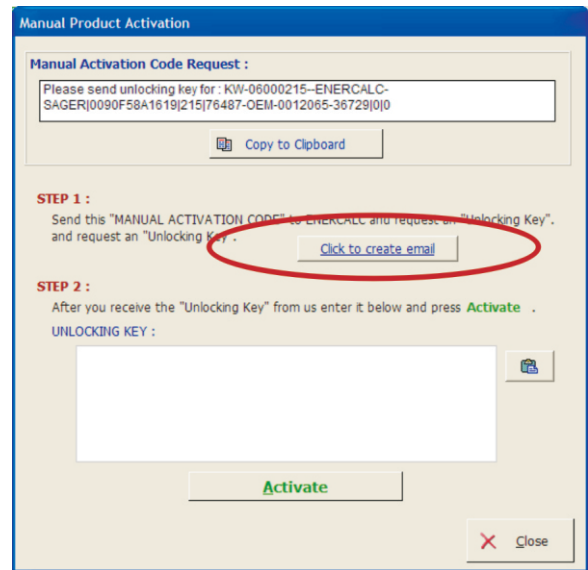 Manual Product Activation
Manual Activation Code Request :
Please send unlocking key for : KW-06000215--ENERCALC-
SAGER|0090F58A1619|215|76487-OEM-0012065-36729|0|0
Copy to Clipboard
STEP 1 :
Send this "MANUAL ACTIVATION CODE" to ENERCALC and request an "Unlocking Key".
and request an "Unlocking Key".
Click to create email
STEP 2 :
After you receive the "Unlocking Key" from us enter it below and press Activate .
UNLOCKING KEY :
Activate
Close